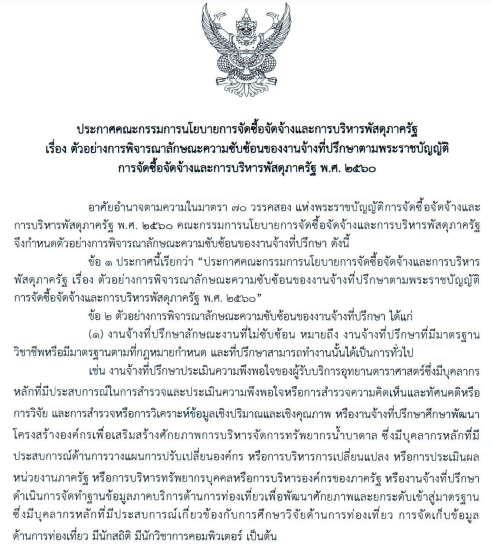 ประกาศคณะกรรมการนโยบายการจัดซื้อจัดจ้างและการบริหารพัสดุภาครัฐ
เรื่อง ตัวอย่างการพิจารณาลักษณะความซับซ้อนของงานจ้างที่ปรึกษาตามพระราชบัญญัติ
การจัดซื้อจัดจ้างและการบริหารพัสดุภาครัฐ พ.ศ. ๒๕๖๐
อาศัยอำนาจตามความในมาตรา ๗๐ วรรคสอง แห่งพระราชบัญญัติการจัดซื้อจัดจ้างและ
การบริหารพัสดุภาครัฐ พ.ศ. ๒๕๖๐ คณะกรรมการนโยบายการจัดซื้อจัดจ้างและการบริหารพัสดุภาครัฐ
จึงกำหนดตัวอย่างการพิจารณาลักษณะความซับซ้อนของงานจ้างที่ปรึกษา ดังนี้
ข้อ ๑ ประกาศนี้เรียกว่า “ประกาศคณะกรรมการนโยบายการจัดซื้อจัดจ้างและการบริหาร
พัสดุภาครัฐ เรื่อง ตัวอย่างการพิจารณาลักษณะความซับซ้อนของงานจ้างที่ปรึกษาตามพระราชบัญญัติ
การจัดซื้อจัดจ้างและการบริหารพัสดุภาครัฐ พ.ศ. ๒๕๖๐”
ข้อ ๒ ตัวอย่างการพิจารณาลักษณะความซับซ้อนของงานจ้างที่ปรึกษา ได้แก่
(๑) งานจ้างที่ปรึกษาลักษณะงานที่ไม่ซับซ้อน หมายถึง งานจ้างที่ปรึกษาที่มีมาตรฐาน
วิชาชีพหรือมีมาตรฐานตามที่กฎหมายกำหนด และที่ปรึกษาสามารถทำงานนั้นได้เป็นการทั่วไป
เช่น งานจ้างที่ปรึกษาประเมินความพึงพอใจของผู้รับบริการอุทยานดาราศาสตร์ซึ่งมีบุคลากร
หลักที่มีประสบการณ์ในการสำรวจและประเมินความพึงพอใจหรือการสำรวจความคิดเห็นและทัศนคติหรือ
การวิจัย และการสำรวจหรือการวิเคราะห์ข้อมูลเชิงปริมาณและเชิงคุณภาพ หรืองานจ้างที่ปรึกษาศึกษาพัฒนา
โครงสร้างองค์กรเพื่อเสริมสร้างศักยภาพการบริหารจัดการทรัพยากรน้ำบาดาล ซึ่งมีบุคลากรหลักที่มี
ประสบการณ์ด้านการวางแผนการปรับเปลี่ยนองค์กร หรือการบริหารการเปลี่ยนแปลง หรือการประเมินผล
หน่วยงานภาครัฐ หรือการบริหารทรัพยากรบุคคลหรือการบริหารองค์กรของภาครัฐ หรืองานจ้างที่ปรึกษา
ดำเนินการจัดทำฐานข้อมูลภาคบริการด้านการท่องเที่ยวเพื่อพัฒนาศักยภาพและยกระดับเข้าสู่มาตรฐาน
ซึ่งมีบุคลากรหลักที่มีประสบการณ์เกี่ยวข้องกับการศึกษาวิจัยด้านการท่องเที่ยว การจัดเก็บข้อมูล
ด้านการท่องเที่ยว มีนักสถิติ มีนักวิชาการคอมพิวเตอร์ เป็นต้น